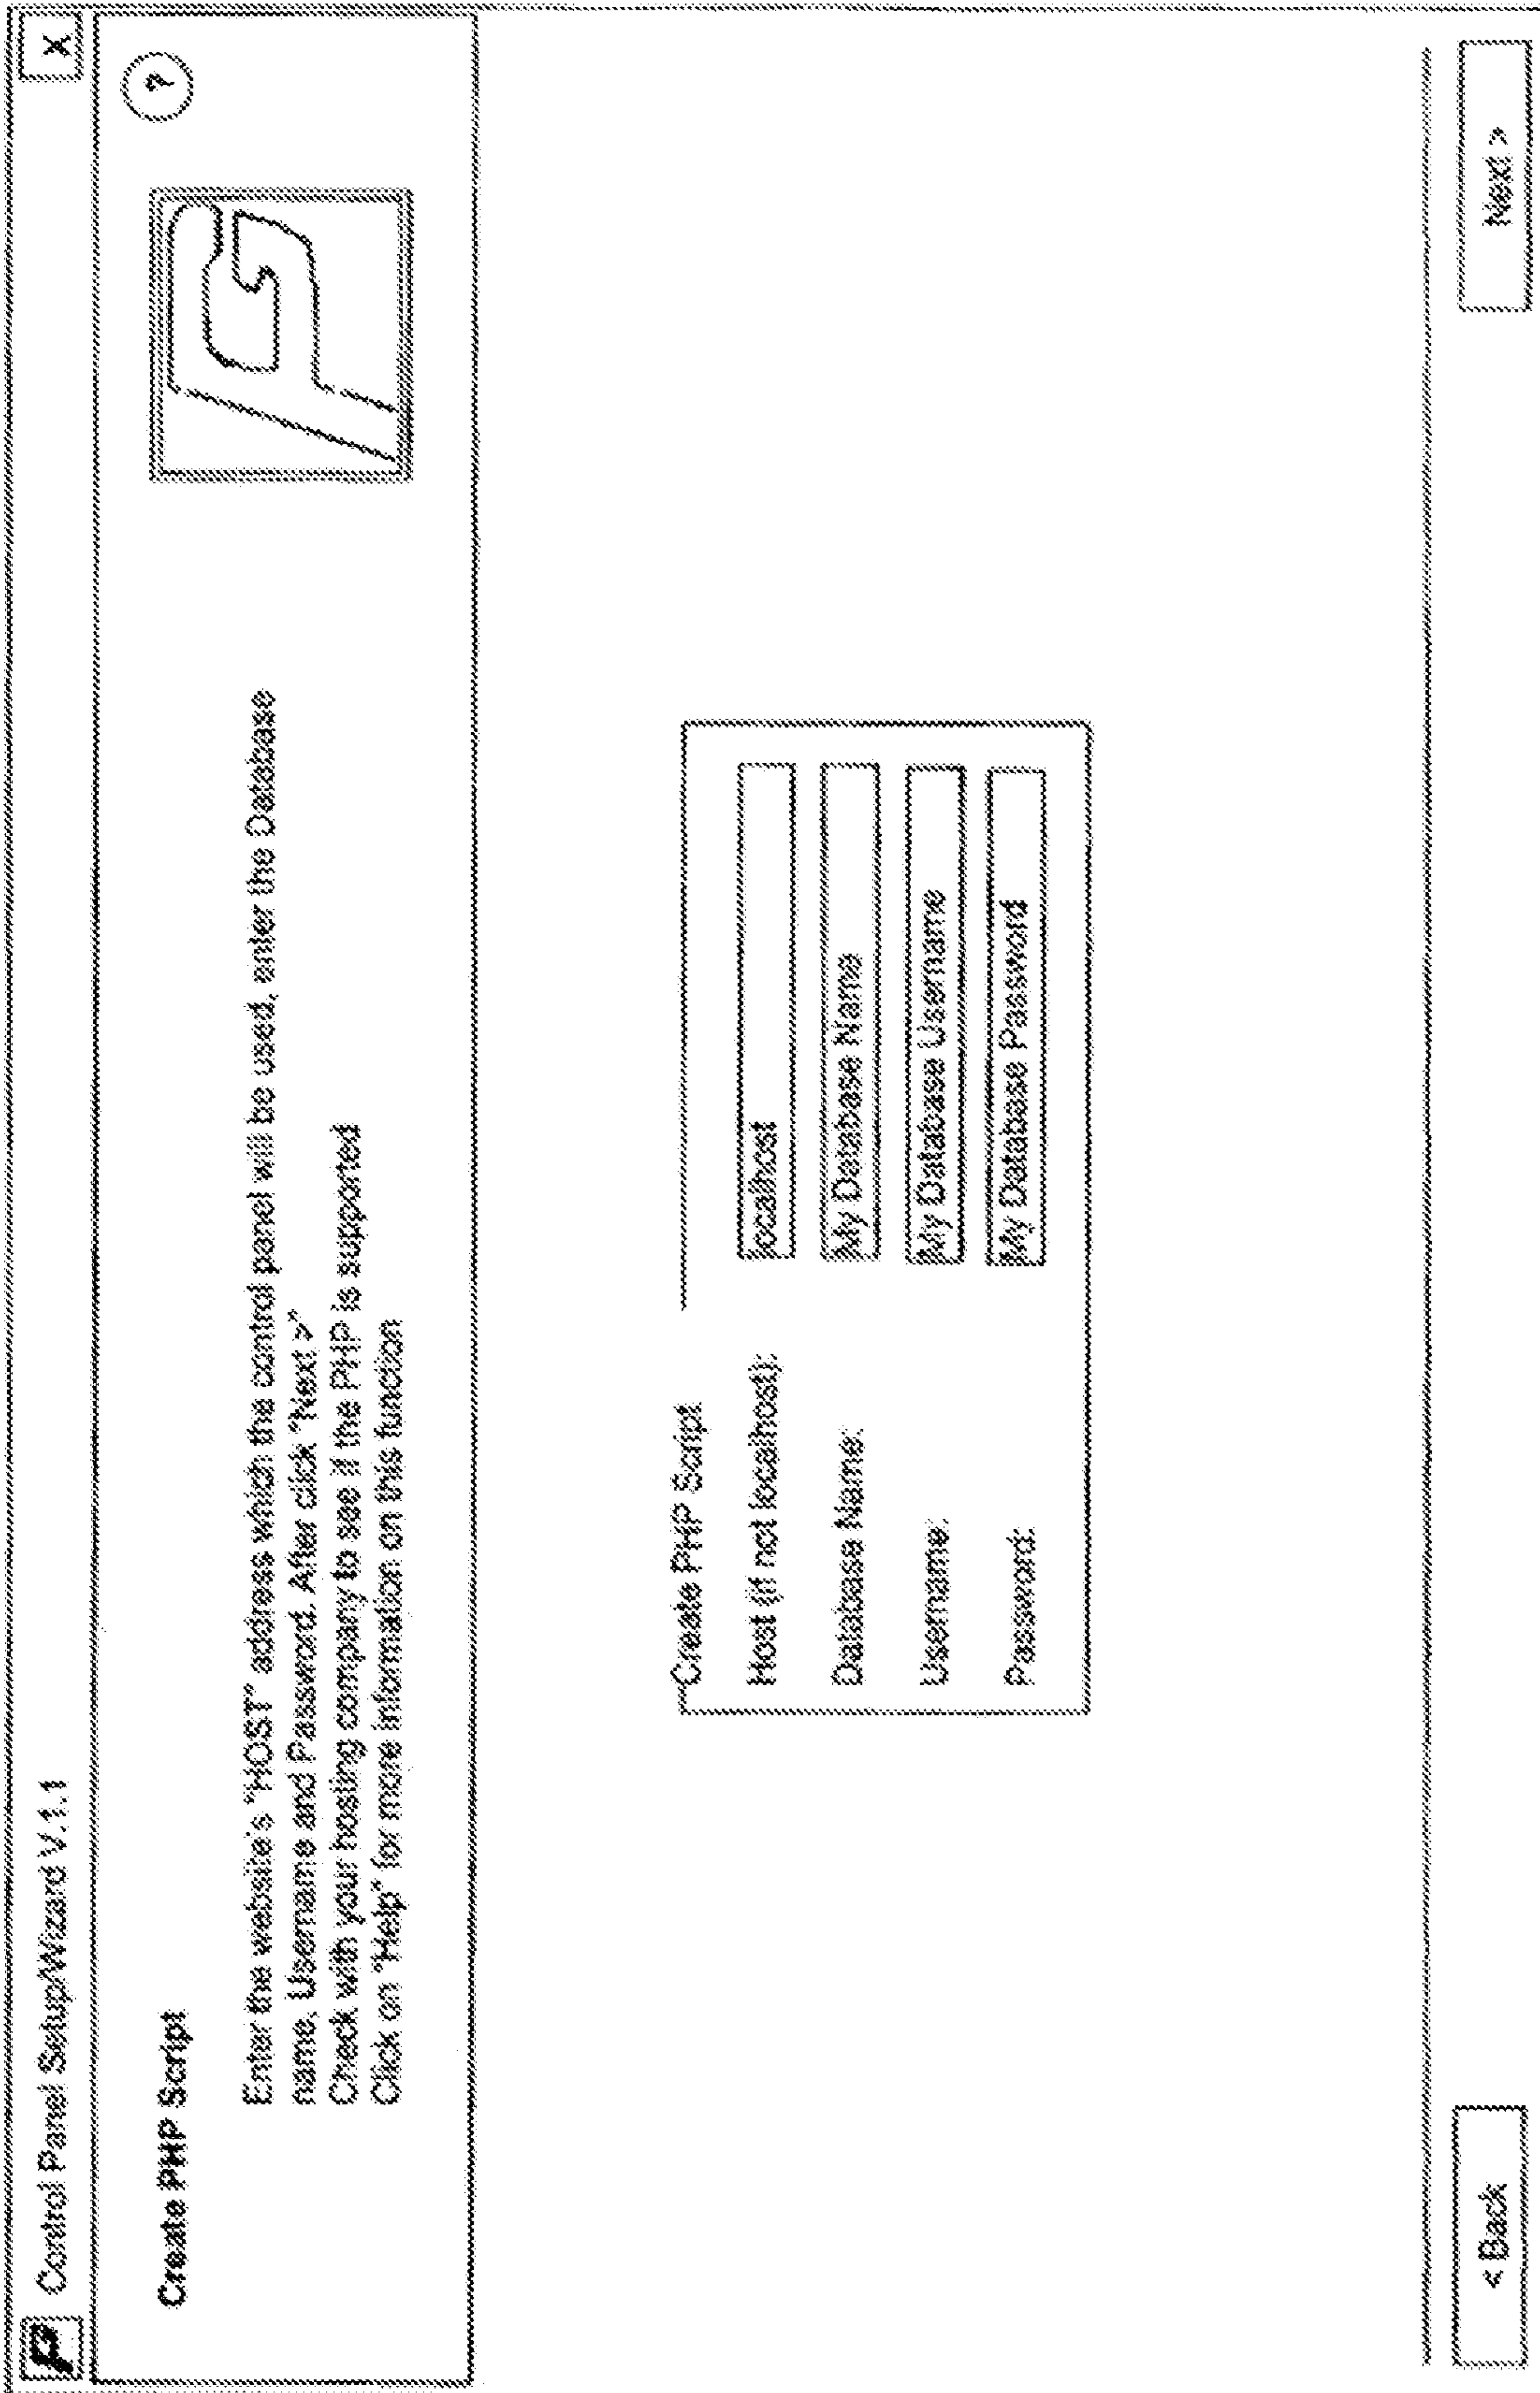 Control Panel Setup/Wizard V.1.1
X
Create PHP Script
?
Enter the website's "HOST" address which the control panel will be used, enter the Database
name, Username and Password. After click "Next >"
Check with your hosting company to see if the PHP is supported
Click on "Help" for more information on this function
Create PHP Script
Host (if not localhost): localhost
Database Name: My Database Name
Username: My Database Username
Password: My Database Password
< Back
Next >